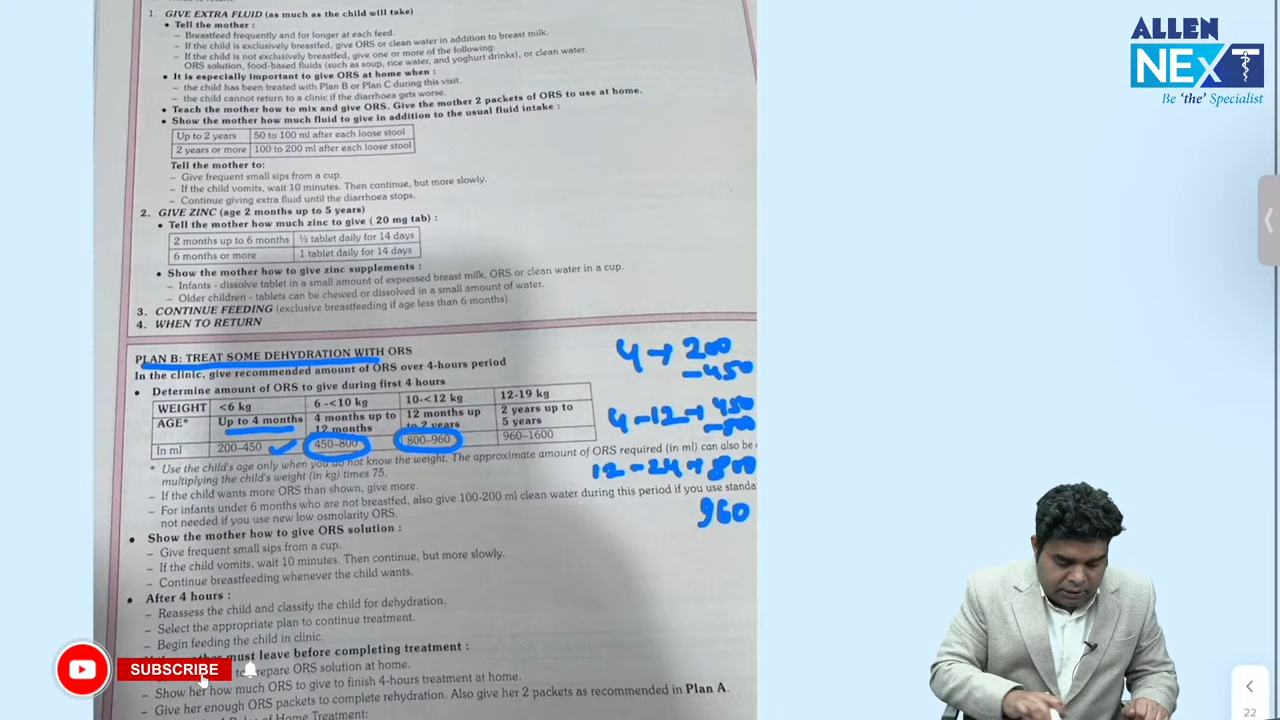 1. GIVE EXTRA FLUID (as much as the child will take)
• Tell the mother :
– Breastfeed frequently and for longer at each feed.
– If the child is exclusively breastfed, give ORS or clean water in addition to breast milk.
– If the child is not exclusively breastfed, give one or more of the following:
ORS solution, food-based fluids (such as soup, rice water, and yoghurt drinks), or clean water.
• It is especially important to give ORS at home when :
– the child has been treated with Plan B or Plan C during this visit.
– the child cannot return to a clinic if the diarrhoea gets worse.
• Teach the mother how to mix and give ORS. Give the mother 2 packets of ORS to use at home.
• Show the mother how much fluid to give in addition to the usual fluid intake :
Up to 2 years 50 to 100 ml after each loose stool
2 years or more 100 to 200 ml after each loose stool
Tell the mother to:
– Give frequent small sips from a cup.
– If the child vomits, wait 10 minutes. Then continue, but more slowly.
– Continue giving extra fluid until the diarrhoea stops.
2. GIVE ZINC (age 2 months up to 5 years)
• Tell the mother how much zinc to give ( 20 mg tab) :
2 months up to 6 months ½ tablet daily for 14 days
6 months or more 1 tablet daily for 14 days
• Show the mother how to give zinc supplements :
– Infants - dissolve tablet in a small amount of expressed breast milk, ORS or clean water in a cup.
– Older children - tablets can be chewed or dissolved in a small amount of water.
3. CONTINUE FEEDING (exclusive breastfeeding if age less than 6 months).
4. WHEN TO RETURN
PLAN B: TREAT SOME DEHYDRATION WITH ORS
In the clinic, give recommended amount of ORS over 4-hours period
• Determine amount of ORS to give during first 4 hours
WEIGHT <6 kg 6 -<10 kg 10-<12 kg 12-19 kg
AGE* Up to 4 months 4 months up to 12 months 12 months up to 2 years 2 years up to 5 years
In ml 200–450 450–800 800–960 960–1600
* Use the child's age only when you do not know the weight. The approximate amount of ORS required (in ml) can also be
multiplying the child's weight (in kg) times 75.
– If the child wants more ORS than shown, give more.
– For infants under 6 months who are not breastfed, also give 100-200 ml clean water during this period if you use standa
not needed if you use new low osmolarity ORS.
• Show the mother how to give ORS solution :
– Give frequent small sips from a cup.
– If the child vomits, wait 10 minutes. Then continue, but more slowly.
– Continue breastfeeding whenever the child wants.
• After 4 hours :
– Reassess the child and classify the child for dehydration.
– Select the appropriate plan to continue treatment.
– Begin feeding the child in clinic.
must leave before completing treatment :
to prepare ORS solution at home.
– Show her how much ORS to give to finish 4-hours treatment at home.
– Give her enough ORS packets to complete rehydration. Also give her 2 packets as recommended in Plan A.
Rules of Home Treatment:
4 → 200
–450
4–12→ 450
–800
12–24→800
960
ALLEN
NEXT
Be 'the' Specialist
SUBSCRIBE
22